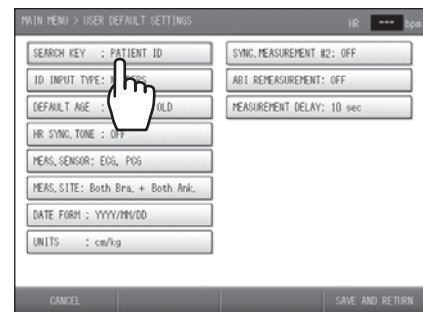 MAIN MENU > USER DEFAULT SETTINGS
HR --- bpm
SEARCH KEY : PATIENT ID
ID INPUT TYPE:
DEFAULT AGE : OLD
HR SYNC.TONE : OFF
MEAS.SENSOR: ECG, PCG
MEAS.SITE: Both Bra. + Both Ank.
DATE FORM : YYYY/MM/DD
UNITS : cm/kg
SYNC.MEASUREMENT #2: OFF
ABI REMEASUREMENT: OFF
MEASUREMENT DELAY: 10 sec
CANCEL
SAVE AND RETURN